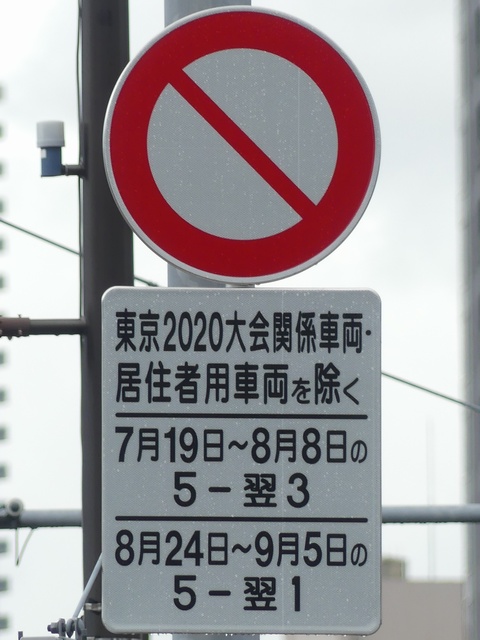 東京2020大会関係車両・
居住者用車両を除く
7月19日～8月8日の
5－翌3
8月24日～9月5日の
5－翌1